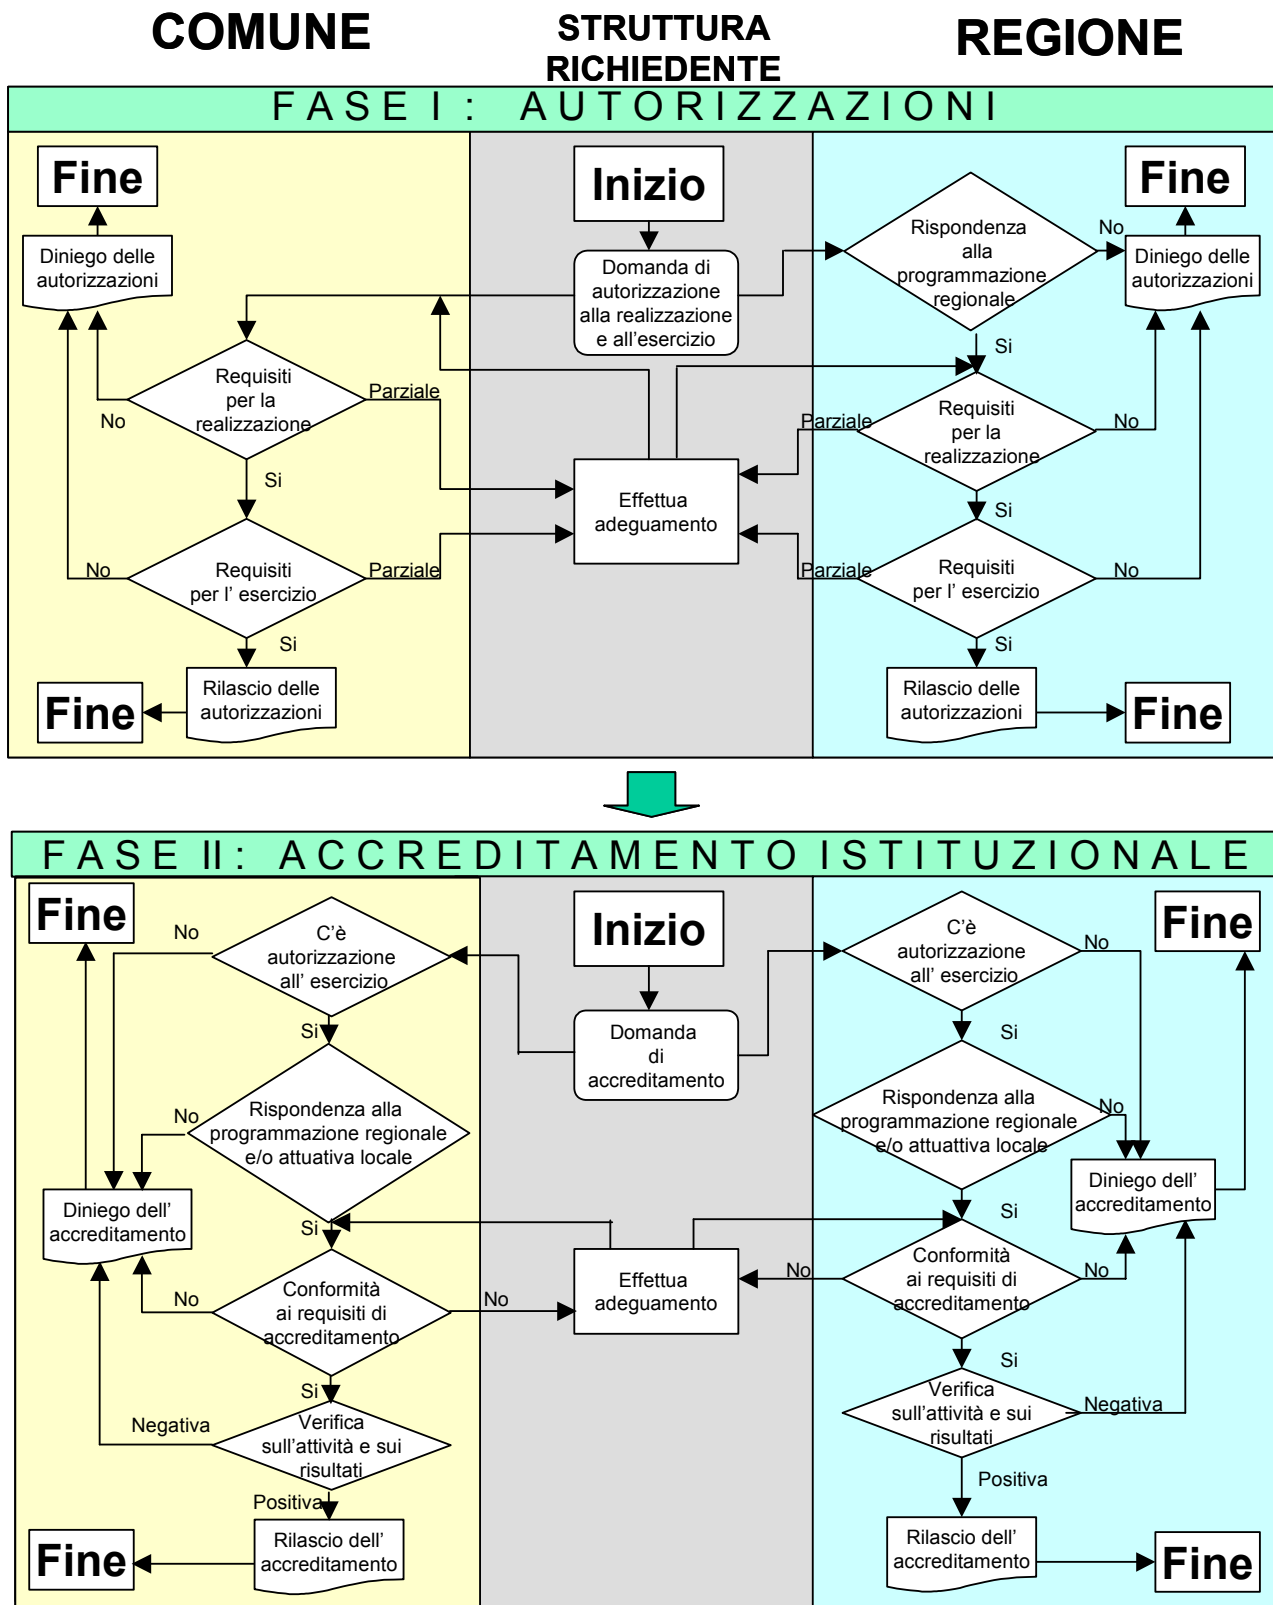 COMUNE
STRUTTURA
RICHIEDENTE
REGIONE
FASE I : AUTORIZZAZIONI
Fine
Diniego delle
autorizzazioni
Requisiti
per la
realizzazione
No
Parziale
Si
Requisiti
per l' esercizio
No
Parziale
Si
Rilascio delle
autorizzazioni
Fine
Inizio
Domanda di
autorizzazione
alla realizzazione
e all'esercizio
Effettua
adeguamento
Rispondenza
alla
programmazione
regionale
No
Fine
Diniego delle
autorizzazioni
Si
Requisiti
per la
realizzazione
Parziale
No
Si
Requisiti
per l' esercizio
Parziale
No
Si
Rilascio delle
autorizzazioni
Fine
FASE II : ACCREDITAMENTO ISTITUZIONALE
Fine
No
C'è
autorizzazione
all' esercizio
Si
No
Rispondenza alla
programmazione regionale
e/o attuativa locale
Diniego dell'
accreditamento
Si
No
Conformità
ai requisiti di
accreditamento
No
Si
Negativa
Verifica
sull'attività e sui
risultati
Positiva
Rilascio dell'
accreditamento
Fine
Inizio
Domanda
di
accreditamento
Effettua
adeguamento
C'è
autorizzazione
all' esercizio
No
Fine
Si
Rispondenza alla
programmazione regionale
e/o attuattiva locale
No
Diniego dell'
accreditamento
Si
No
Conformità
ai requisiti di
accreditamento
No
Si
Verifica
sull'attività e sui
risultati
Negativa
Positiva
Rilascio dell'
accreditamento
Fine